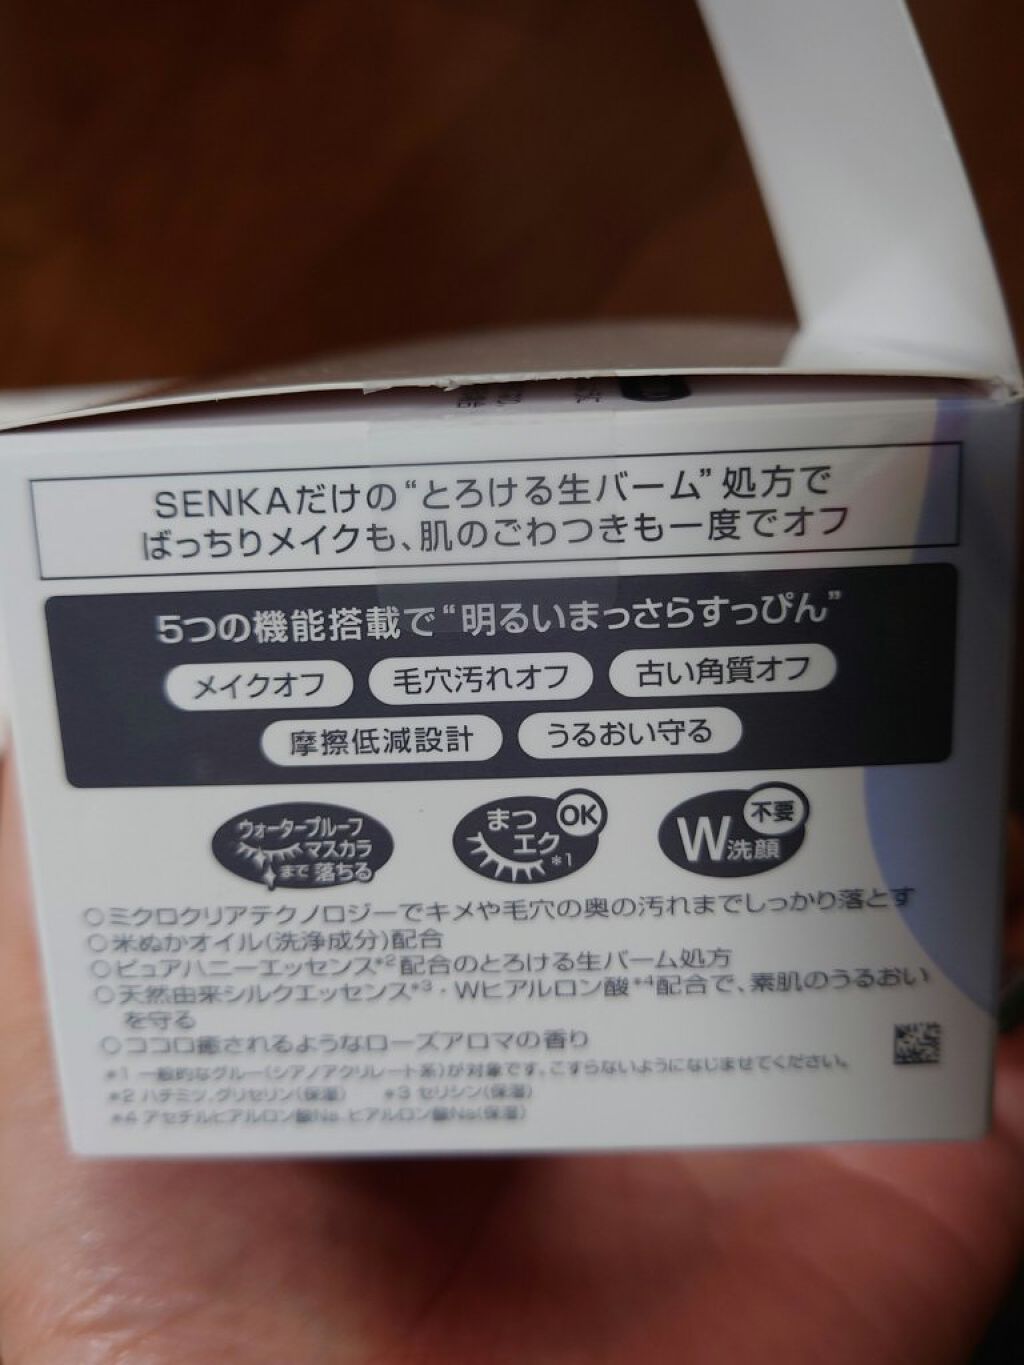 SENKAだけの“とろける生バーム”処方で
ばっちりメイクも、肌のごわつきも一度でオフ
5つの機能搭載で“明るいまっさらすっぴん”
メイクオフ 毛穴汚れオフ 古い角質オフ
摩擦低減設計 うるおい守る
ウォータープルーフ
マスカラ
まで落ちる
まつ
エク*1
OK
W洗顔
不要
○ミクロクリアテクノロジーでキメや毛穴の奥の汚れまでしっかり落とす
○米ぬかオイル(洗浄成分)配合
○ピュアハニーエッセンス*2配合のとろける生バーム処方
○天然由来シルクエッセンス*3・Wヒアルロン酸*4配合で、素肌のうるおい
を守る
○ココロ癒されるようなローズアロマの香り
*1 一般的なグルー(シアノアクリレート系)が対象です。こすらないようになじませてください。
*2 ハチミツ、グリセリン(保湿) *3 セリシン(保湿)
*4 アセチルヒアルロン酸Na、ヒアルロン酸Na(保湿)